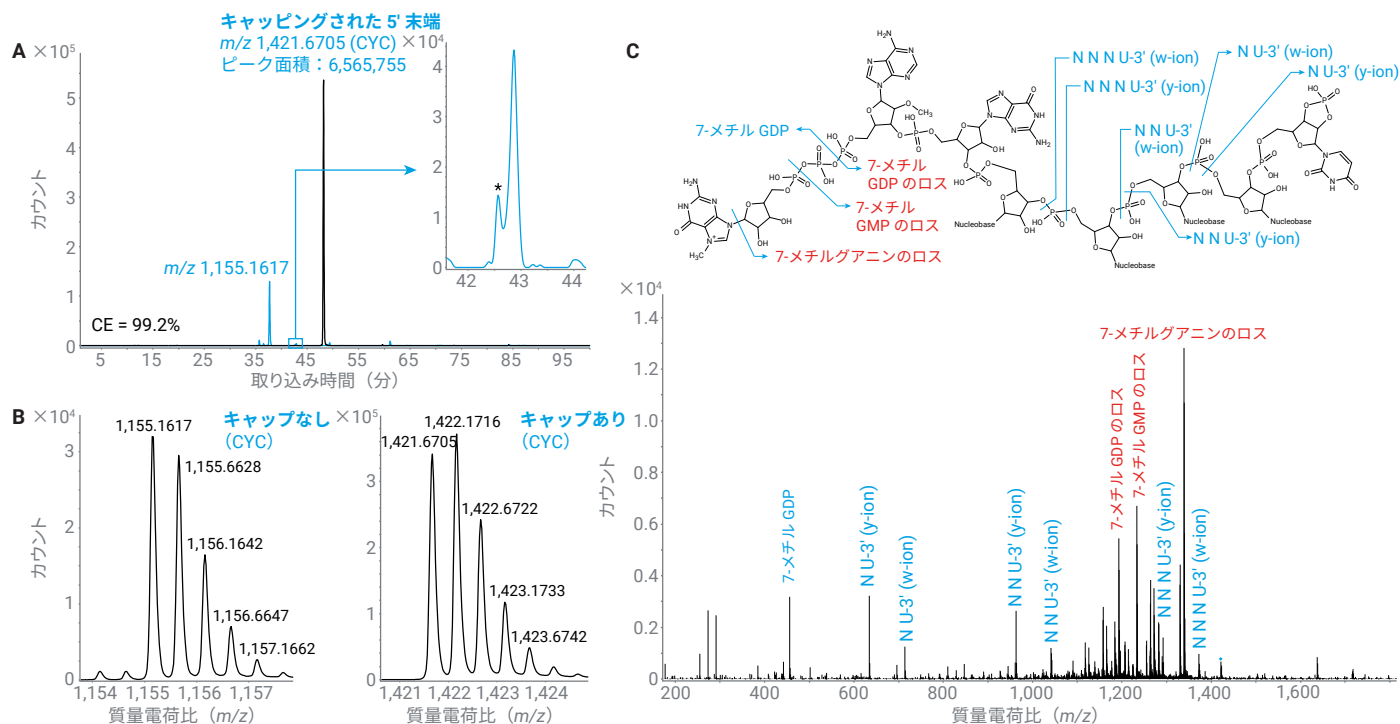 A
×10⁵
キャッピングされた 5' 末端
m/z 1,421.6705 (CYC)
ピーク面積：6,565,755
×10⁴
カウント
5
4
3
2
1
0
4
2
1
0
*
42
43
44
m/z 1,155.1617
CE = 99.2%
5
15
25
35
45
55
65
75
85
95
取り込み時間（分）
B
×10⁴
キャップなし
（CYC）
カウント
3
2
1
0
1,155.1617
1,155.6628
1,156.1642
1,156.6647
1,157.1662
1,154
1,155
1,156
1,157
質量電荷比（m/z）
×10⁵
キャップあり
（CYC）
カウント
3
2
1
0
1,421.6705
1,422.1716
1,422.6722
1,423.1733
1,423.6742
1,421
1,422
1,423
1,424
質量電荷比（m/z）
C
7-メチル GDP
7-メチル
GDP のロス
7-メチル
GMP のロス
7-メチルグアニンのロス
N N N U-3' (w-ion)
N N N U-3' (y-ion)
N N U-3'
(w-ion)
N U-3' (w-ion)
N U-3' (y-ion)
N N U-3' (y-ion)
Nucleobase
Nucleobase
Nucleobase
Nucleobase
×10⁴
カウント
1.4
1.2
1.0
0.8
0.6
0.4
0.2
0
7-メチル GDP
N U-3' (y-ion)
N U-3' (w-ion)
N N U-3' (y-ion)
N N U-3' (w-ion)
7-メチル GDP のロス
7-メチル GMP のロス
7-メチルグアニンのロス
N N N U-3' (y-ion)
N N N U-3' (w-ion)
200
400
600
800
1,000
1,200
1,400
1,600
質量電荷比（m/z）